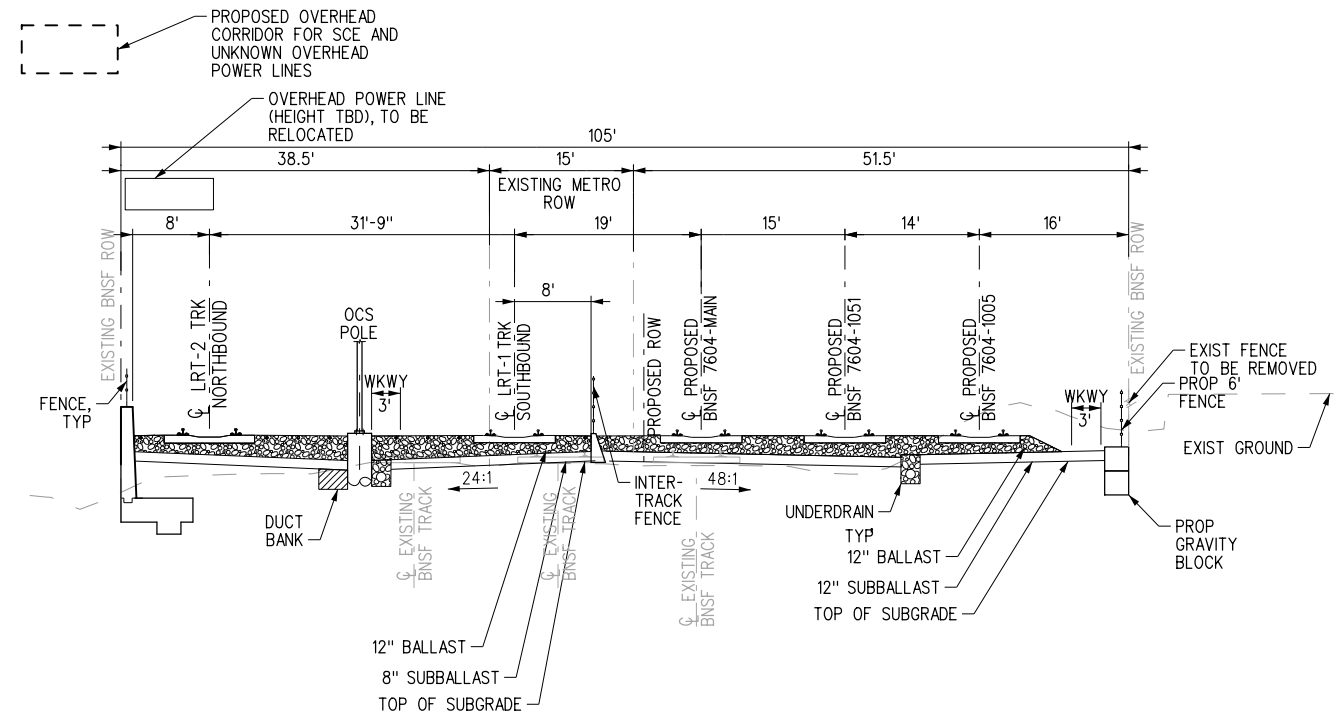 PROPOSED OVERHEAD
CORRIDOR FOR SCE AND
UNKNOWN OVERHEAD
POWER LINES
OVERHEAD POWER LINE
(HEIGHT TBD), TO BE
RELOCATED
105'
38.5'
15'
51.5'
EXISTING METRO
ROW
8'
31'-9"
19'
15'
14'
16'
EXISTING BNSF ROW
℄ LRT-2 TRK
NORTHBOUND
OCS
POLE
WKWY
3'
℄ LRT-1 TRK
SOUTHBOUND
8'
PROPOSED ROW
℄ PROPOSED
BNSF 7604-MAIN
℄ PROPOSED
BNSF 7604-1051
℄ PROPOSED
BNSF 7604-1005
WKWY
3'
EXISTING BNSF ROW
EXIST FENCE
TO BE REMOVED
PROP 6'
FENCE
EXIST GROUND
FENCE,
TYP
DUCT
BANK
24:1
48:1
INTER-
TRACK
FENCE
UNDERDRAIN
TYP
℄ EXISTING
BNSF TRACK
℄ EXISTING
BNSF TRACK
℄ EXISTING
BNSF TRACK
12" BALLAST
12" SUBBALLAST
TOP OF SUBGRADE
PROP
GRAVITY
BLOCK
12" BALLAST
8" SUBBALLAST
TOP OF SUBGRADE